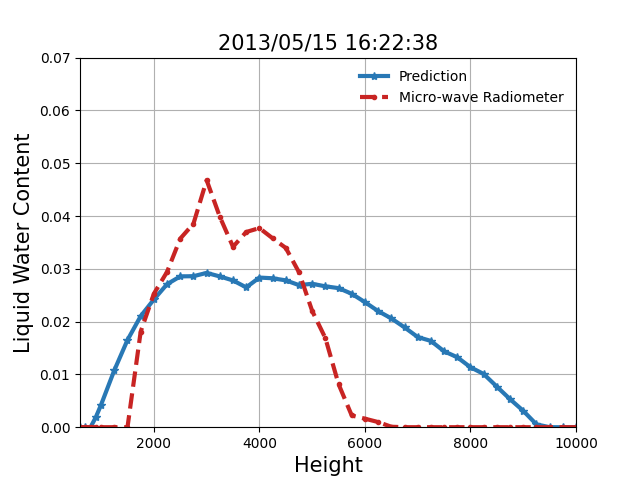 2013/05/15 16:22:38
0.07
0.06
0.05
0.04
0.03
0.02
0.01
0.00
Liquid Water Content
Prediction
Micro-wave Radiometer
2000 4000 6000 8000 10000
Height